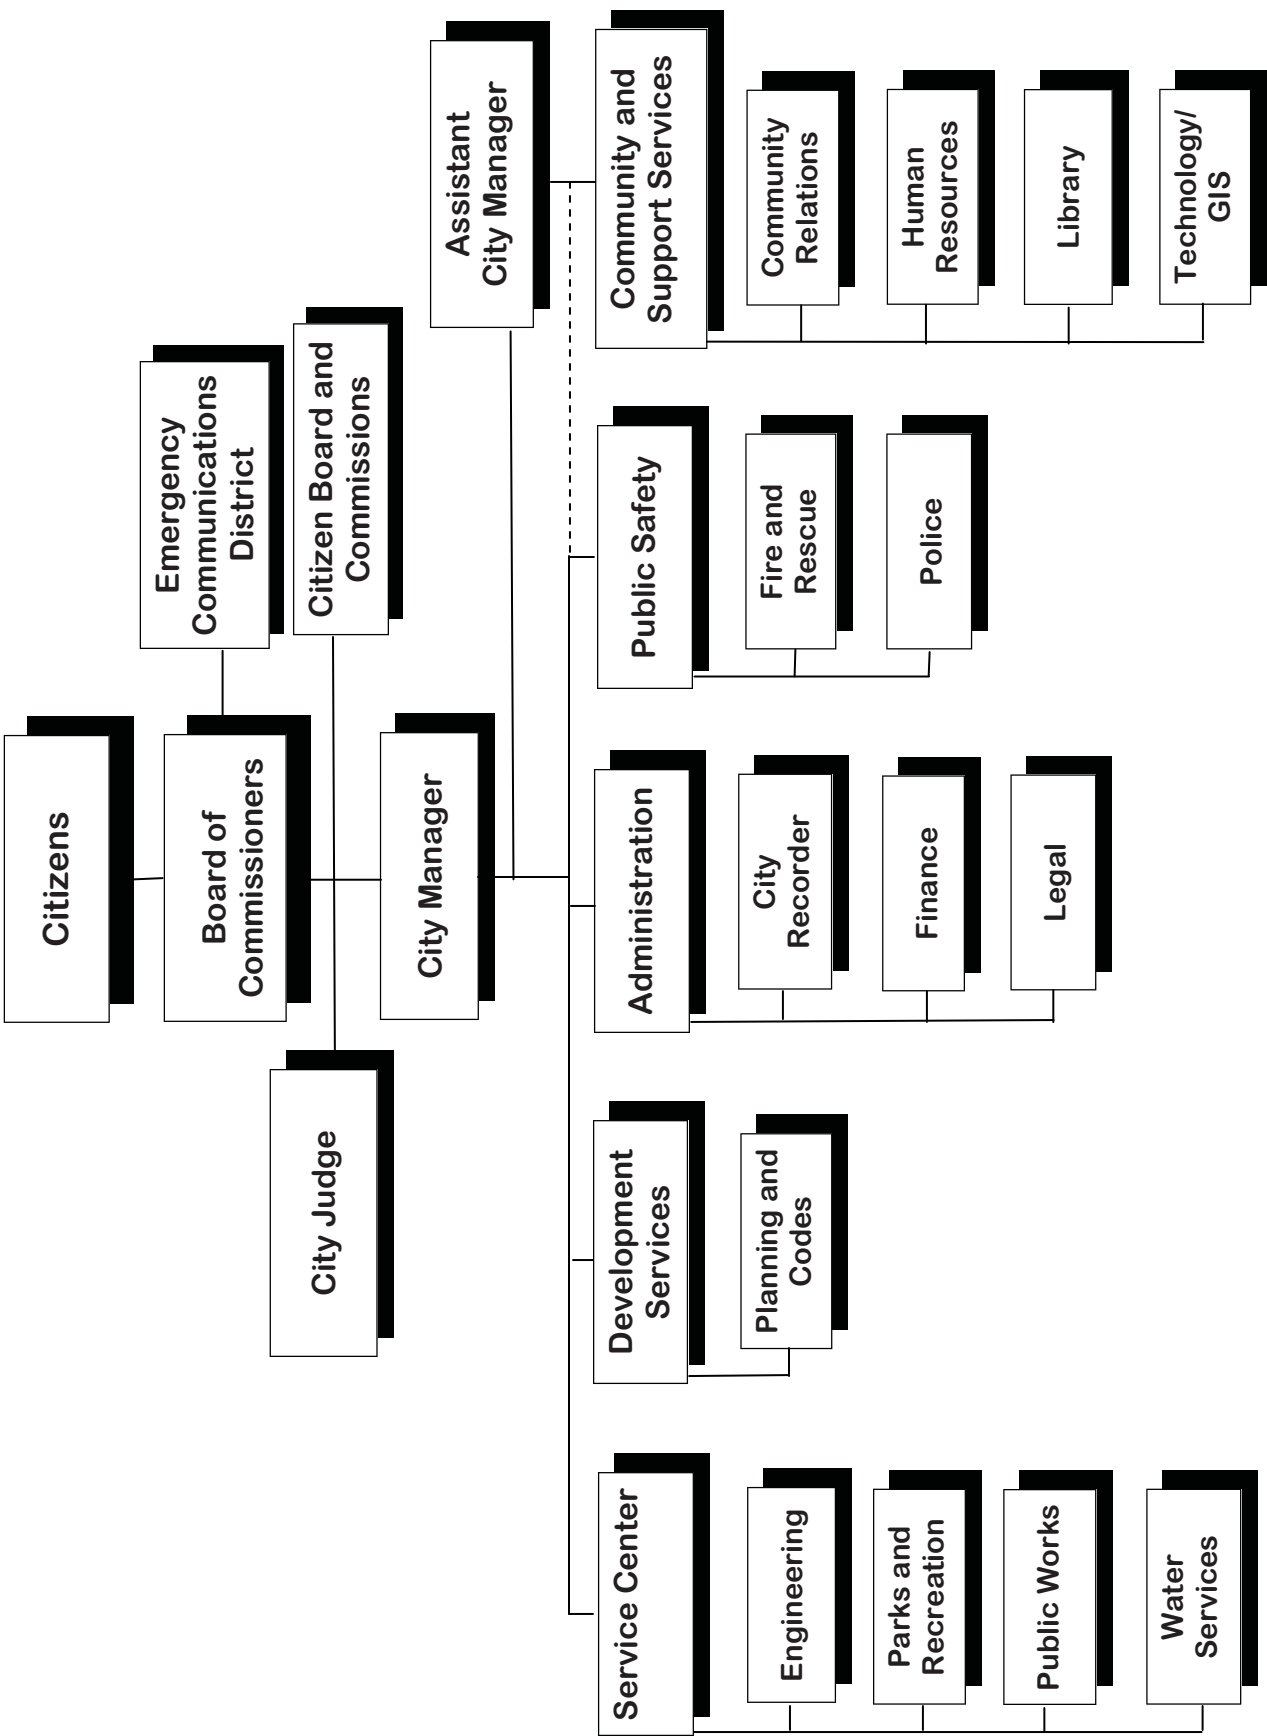 Citizens
Board of
Commissioners
Emergency
Communications
District
City Judge
Citizen Board and
Commissions
City Manager
Assistant
City Manager
Service Center
Engineering
Parks and
Recreation
Public Works
Water
Services
Development
Services
Planning and
Codes
Administration
City
Recorder
Finance
Legal
Public Safety
Fire and
Rescue
Police
Community and
Support Services
Community
Relations
Human
Resources
Library
Technology/
GIS